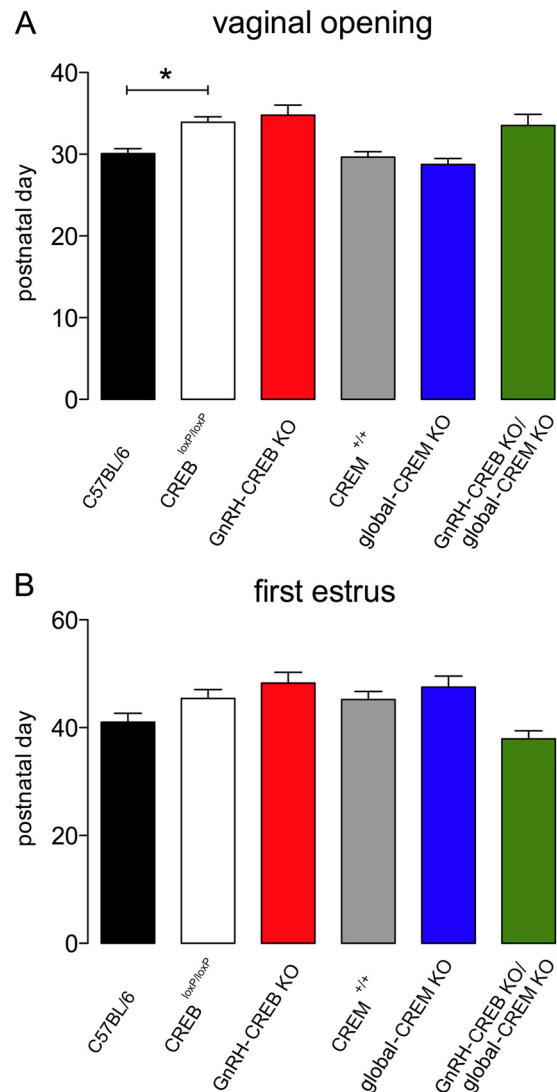 A
vaginal opening
*
postnatal day
40
30
20
10
0
C57BL/6
CREB loxP/loxP
GnRH-CREB KO
CREM +/+
global-CREM KO
GnRH-CREB KO/
global-CREM KO
B
first estrus
postnatal day
60
40
20
0
C57BL/6
CREB loxP/loxP
GnRH-CREB KO
CREM +/+
global-CREM KO
GnRH-CREB KO/
global-CREM KO